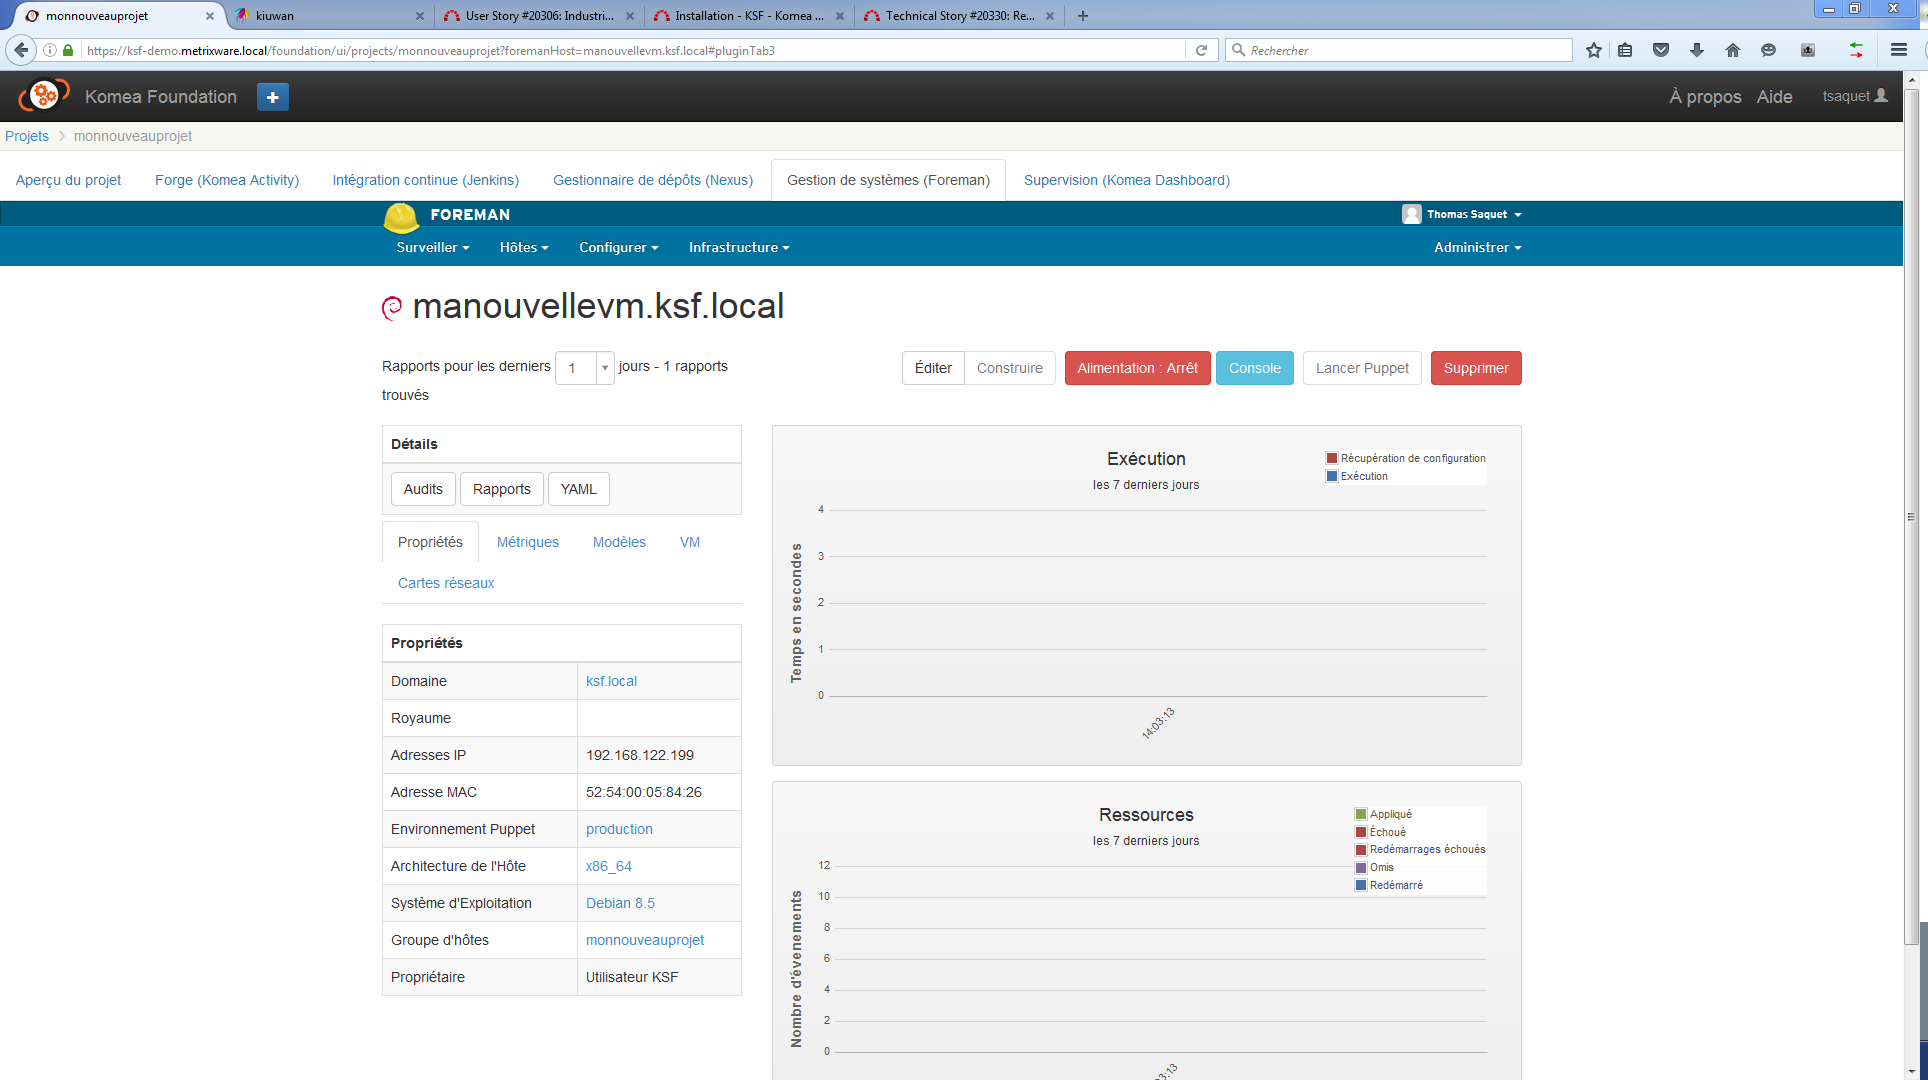 monnouveauprojet
kiuwan
User Story #20306: Industri...
Installation - KSF - Komea ...
Technical Story #20330: Re...
https://ksf-demo.metrixware.local/foundation/ui/projects/monnouveauprojet?foremanHost=manouvellevm.ksf.local#pluginTab3
Rechercher
Komea Foundation
À propos
Aide
tsaquet
Projets
monnouveauprojet
Aperçu du projet
Forge (Komea Activity)
Intégration continue (Jenkins)
Gestionnaire de dépôts (Nexus)
Gestion de systèmes (Foreman)
Supervision (Komea Dashboard)
FOREMAN
Thomas Saquet
Surveiller
Hôtes
Configurer
Infrastructure
Administrer
manouvellevm.ksf.local
Rapports pour les derniers 1 jours - 1 rapports
trouvés
Éditer
Construire
Alimentation : Arrêt
Console
Lancer Puppet
Supprimer
Détails
Audits
Rapports
YAML
Propriétés
Métriques
Modèles
VM
Cartes réseaux
Propriétés
Domaine ksf.local
Royaume
Adresses IP 192.168.122.199
Adresse MAC 52:54:00:05:84:26
Environnement Puppet production
Architecture de l'Hôte x86_64
Système d'Exploitation Debian 8.5
Groupe d'hôtes monnouveauprojet
Propriétaire Utilisateur KSF
Exécution
les 7 derniers jours
Récupération de configuration
Exécution
Temps en secondes
4
3
2
1
0
14:03:13
Ressources
les 7 derniers jours
Appliqué
Échoué
Redémarrages échoués
Omis
Redémarré
Nombre d'évenements
12
10
8
6
4
2
0
3:13